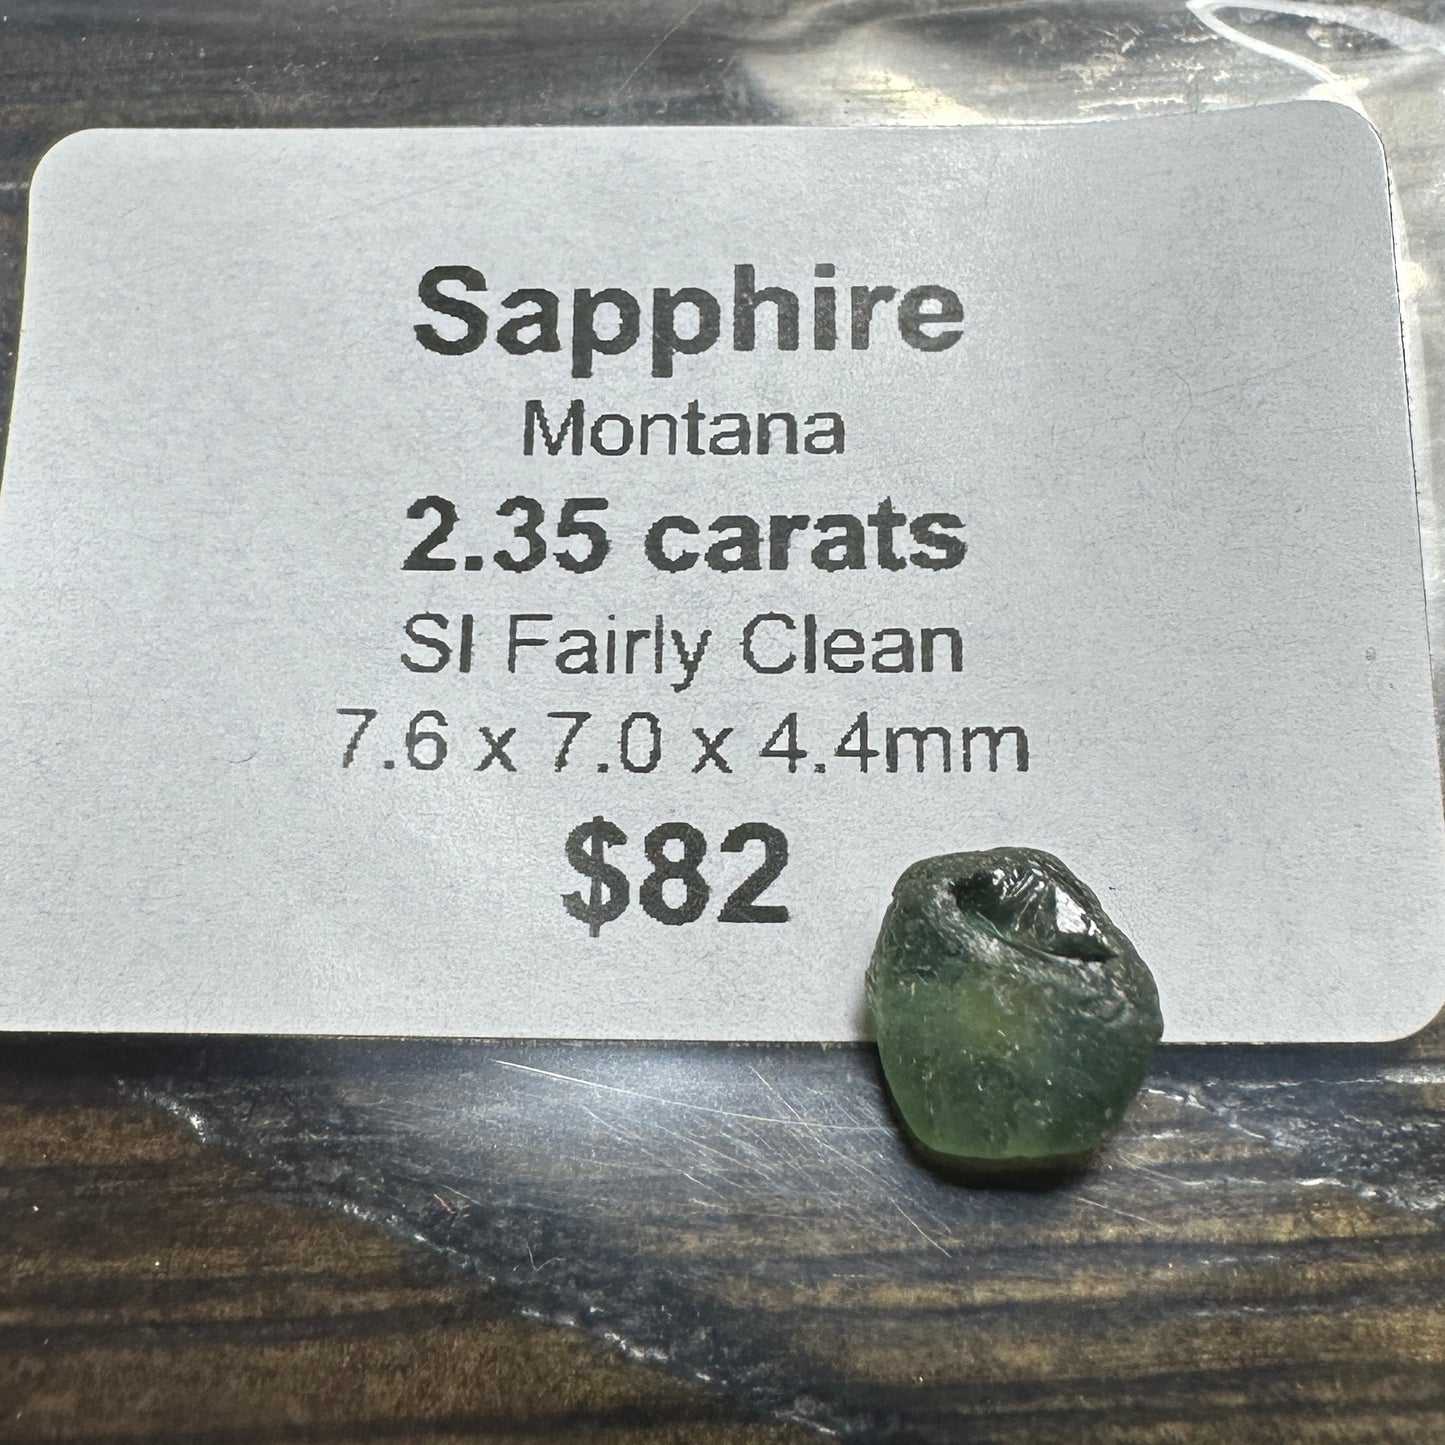 Sapphire
Montana
2.35 carats
SI Fairly Clean
7.6 x 7.0 x 4.4mm
$82